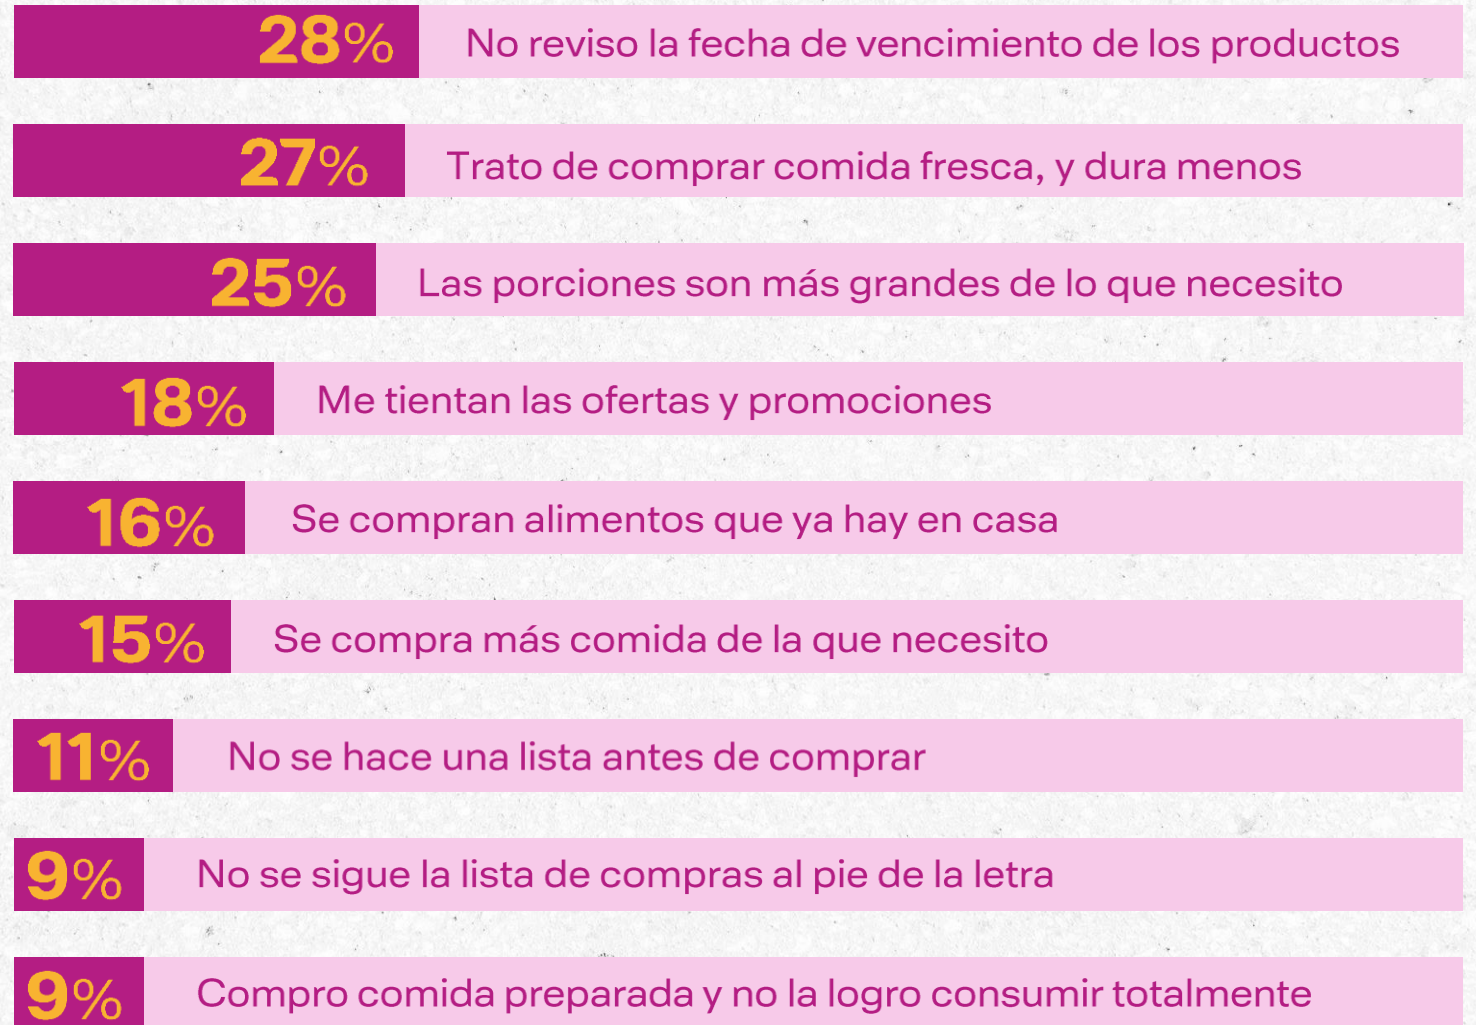 28% No reviso la fecha de vencimiento de los productos
27% Trato de comprar comida fresca, y dura menos
25% Las porciones son más grandes de lo que necesito
18% Me tientan las ofertas y promociones
16% Se compran alimentos que ya hay en casa
15% Se compra más comida de la que necesito
11% No se hace una lista antes de comprar
9% No se sigue la lista de compras al pie de la letra
9% Compro comida preparada y no la logro consumir totalmente